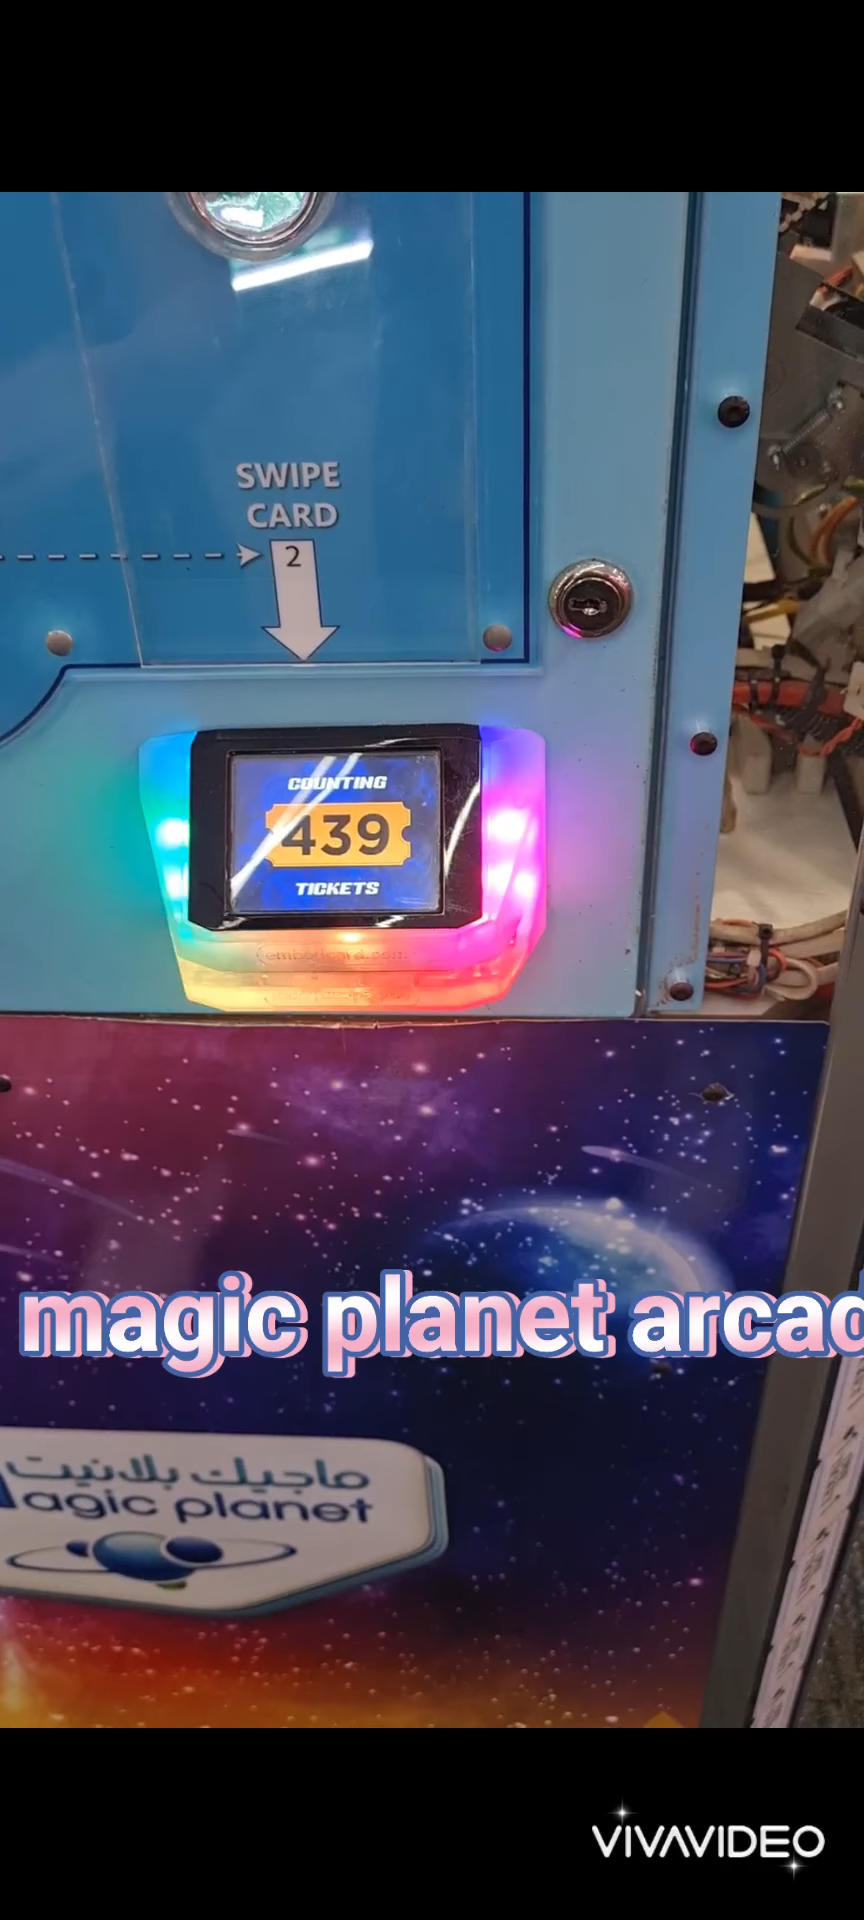 SWIPE
CARD
2
COUNTING
439
TICKETS
magic planet arcad
ماجيك بلانيت
agic planet
VIVAVIDEO